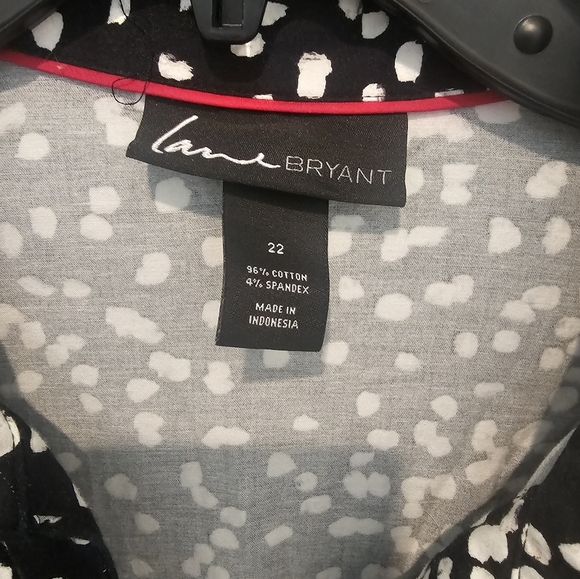 Lane BRYANT
22
96% COTTON
4% SPANDEX
MADE IN
INDONESIA